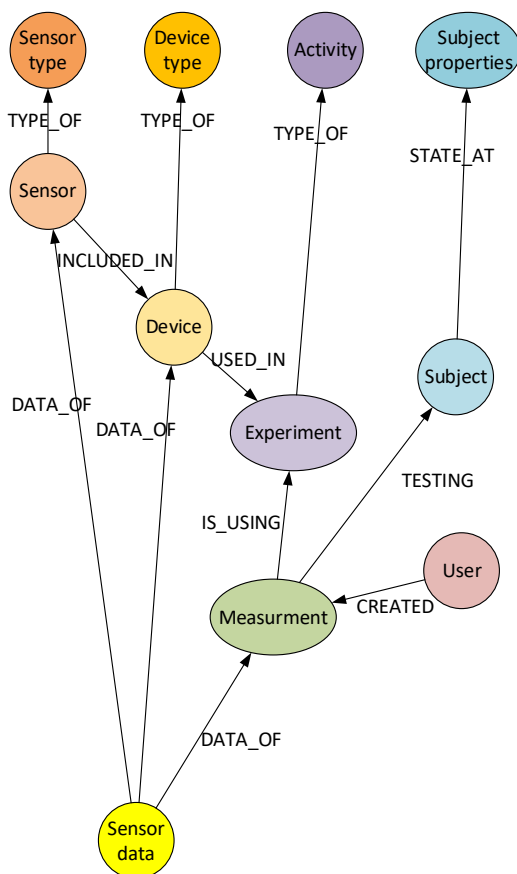 Sensor
type
Device
type
Activity
Subject
properties
TYPE_OF
TYPE_OF
TYPE_OF
STATE_AT
Sensor
INCLUDED_IN
Device
USED_IN
Subject
DATA_OF
DATA_OF
Experiment
TESTING
IS_USING
User
CREATED
Measurment
DATA_OF
Sensor
data